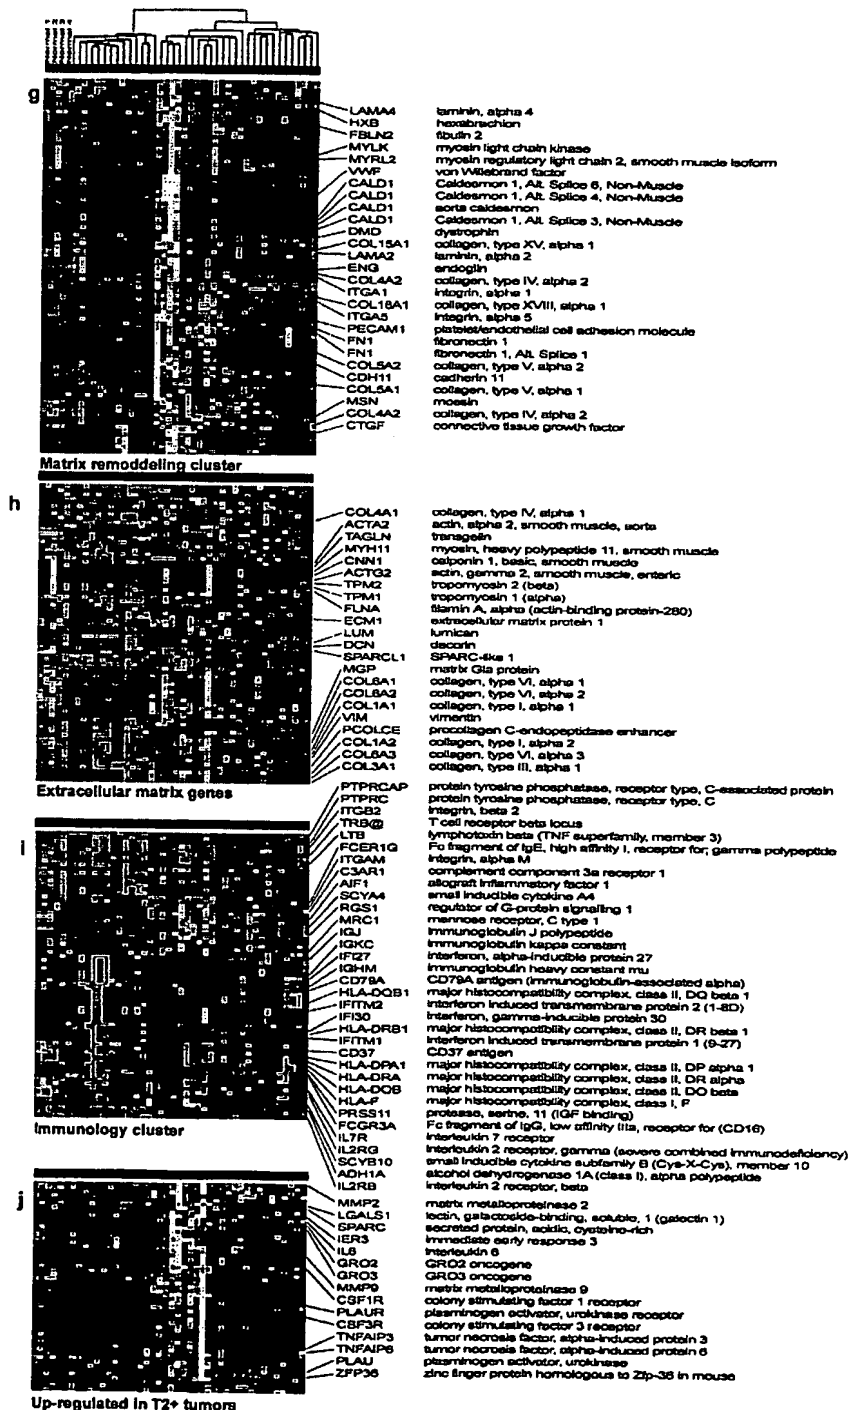 g
LAMA4 laminin, alpha 4
HXB hexabrachion
FBLN2 fibulin 2
MYLK myosin light chain kinase
MYRL2 myosin regulatory light chain 2, smooth muscle isoform
VWF von Willebrand factor
CALD1 Caldesmon 1, Alt. Splice 6, Non-Muscle
CALD1 Caldesmon 1, Alt. Splice 4, Non-Muscle
CALD1 aorta caldesmon
CALD1 Caldesmon 1, Alt. Splice 3, Non-Muscle
DMD dystrophin
COL15A1 collagen, type XV, alpha 1
LAMA2 laminin, alpha 2
ENG endoglin
COL4A2 collagen, type IV, alpha 2
ITGA1 integrin, alpha 1
COL18A1 collagen, type XVIII, alpha 1
ITGA5 integrin, alpha 5
PECAM1 platelet/endothelial cell adhesion molecule
FN1 fibronectin 1
FN1 fibronectin 1, Alt. Splice 1
COL5A2 collagen, type V, alpha 2
CDH11 cadherin 11
COL5A1 collagen, type V, alpha 1
MSN moesin
COL4A2 collagen, type IV, alpha 2
CTGF connective tissue growth factor
Matrix remoddeling cluster
h
COL4A1 collagen, type IV, alpha 1
ACTA2 actin, alpha 2, smooth muscle, aorta
TAGLN transgelin
MYH11 myosin, heavy polypeptide 11, smooth muscle
CNN1 calponin 1, basic, smooth muscle
ACTG2 actin, gamma 2, smooth muscle, enteric
TPM2 tropomyosin 2 (beta)
TPM1 tropomyosin 1 (alpha)
FLNA filamin A, alpha (actin-binding protein-280)
ECM1 extracellular matrix protein 1
LUM lumican
DCN decorin
SPARCL1 SPARC-like 1
MGP matrix Gla protein
COL6A1 collagen, type VI, alpha 1
COL6A2 collagen, type VI, alpha 2
COL1A1 collagen, type I, alpha 1
VIM vimentin
PCOLCE procollagen C-endopeptidase enhancer
COL1A2 collagen, type I, alpha 2
COL6A3 collagen, type VI, alpha 3
COL3A1 collagen, type III, alpha 1
Extracellular matrix genes
i
PTPRCAP protein tyrosine phosphatase, receptor type, C-associated protein
PTPRC protein tyrosine phosphatase, receptor type, C
ITGB2 integrin, beta 2
TRB@ T cell receptor beta locus
LTB lymphotoxin beta (TNF superfamily, member 3)
FCER1G Fc fragment of IgE, high affinity I, receptor for; gamma polypeptide
ITGAM integrin, alpha M
C3AR1 complement component 3a receptor 1
AIF1 allograft inflammatory factor 1
SCYA4 small inducible cytokine A4
RGS1 regulator of G-protein signalling 1
MRC1 mannose receptor, C type 1
IGJ immunoglobulin J polypeptide
IGKC immunoglobulin kappa constant
IFI27 interferon, alpha-inducible protein 27
IGHM immunoglobulin heavy constant mu
CD79A CD79A antigen (immunoglobulin-associated alpha)
HLA-DQB1 major histocompatibility complex, class II, DQ beta 1
IFITM2 interferon induced transmembrane protein 2 (1-8D)
IFI30 interferon, gamma-inducible protein 30
HLA-DRB1 major histocompatibility complex, class II, DR beta 1
IFITM1 interferon induced transmembrane protein 1 (9-27)
CD37 CD37 antigen
HLA-DPA1 major histocompatibility complex, class II, DP alpha 1
HLA-DRA major histocompatibility complex, class II, DR alpha
HLA-DOB major histocompatibility complex, class II, DO beta
HLA-F major histocompatibility complex, class I, F
PRSS11 protease, serine, 11 (IGF binding)
FCGR3A Fc fragment of IgG, low affinity IIIa, receptor for (CD16)
IL7R interleukin 7 receptor
IL2RG interleukin 2 receptor, gamma (severe combined immunodeficiency)
SCYB10 small inducible cytokine subfamily B (Cys-X-Cys), member 10
ADH1A alcohol dehydrogenase 1A (class I), alpha polypeptide
IL2RB interleukin 2 receptor, beta
Immunology cluster
j
MMP2 matrix metalloproteinase 2
LGALS1 lectin, galactoside-binding, soluble, 1 (galectin 1)
SPARC secreted protein, acidic, cysteine-rich
IER3 immediate early response 3
IL6 interleukin 6
GRO2 GRO2 oncogene
GRO3 GRO3 oncogene
MMP9 matrix metalloproteinase 9
CSF1R colony stimulating factor 1 receptor
PLAUR plasminogen activator, urokinase receptor
CSF3R colony stimulating factor 3 receptor
TNFAIP3 tumor necrosis factor, alpha-induced protein 3
TNFAIP6 tumor necrosis factor, alpha-induced protein 6
PLAU plasminogen activator, urokinase
ZFP36 zinc finger protein homologous to Zfp-36 in mouse
Up-regulated in T2+ tumors